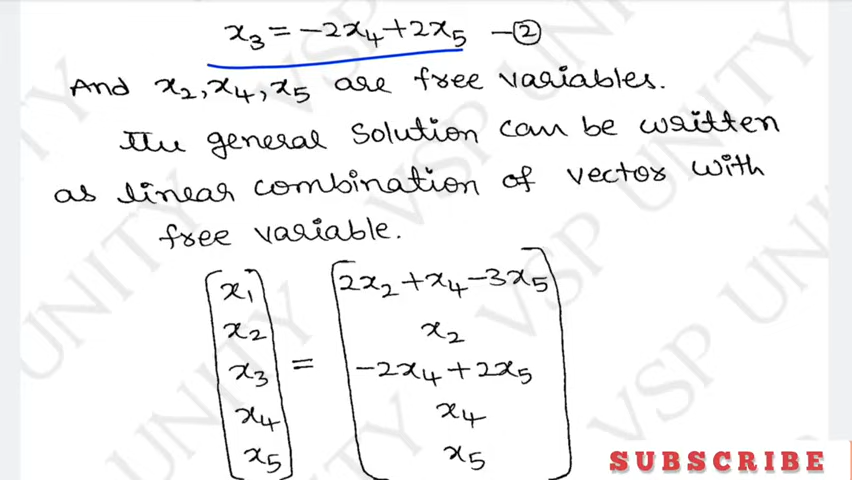 x₃ = -2x₄ + 2x₅ -②
And x₂, x₄, x₅ are free variables.
The general solution can be written
as linear combination of vector with
free variable.
[x₁ = [2x₂ + x₄ - 3x₅
x₂ x₂
x₃ = -2x₄ + 2x₅
x₄ x₄
x₅] x₅]
VSP UNITY
SUBSCRIBE